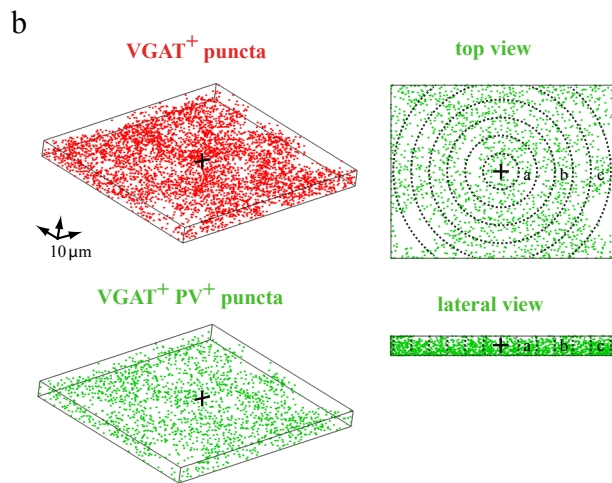 b
VGAT+ puncta
top view
a b c
10 µm
VGAT+ PV+ puncta
lateral view
a b c